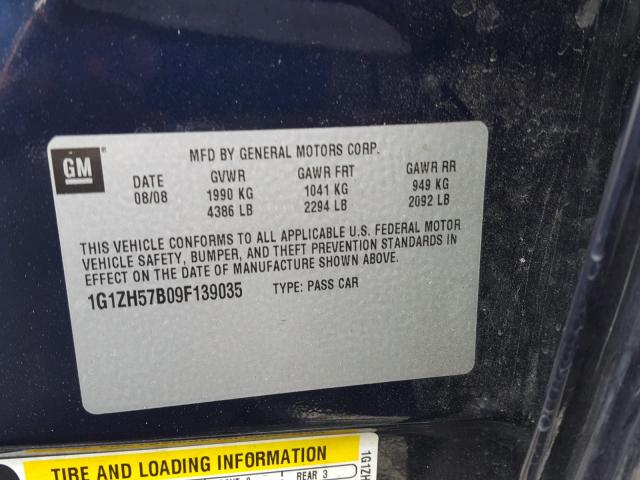 GM
MFD BY GENERAL MOTORS CORP.
DATE GVWR GAWR FRT GAWR RR
08/08 1990 KG 1041 KG 949 KG
4386 LB 2294 LB 2092 LB
THIS VEHICLE CONFORMS TO ALL APPLICABLE U.S. FEDERAL MOTOR
VEHICLE SAFETY, BUMPER, AND THEFT PREVENTION STANDARDS IN
EFFECT ON THE DATE OF MANUFACTURE SHOWN ABOVE.
1G1ZH57B09F139035 TYPE: PASS CAR
TIRE AND LOADING INFORMATION
REAR 3
1G1ZH